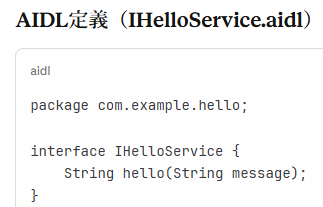 AIDL定義（IHelloService.aidl）
aidl
package com.example.hello;
interface IHelloService {
    String hello(String message);
}